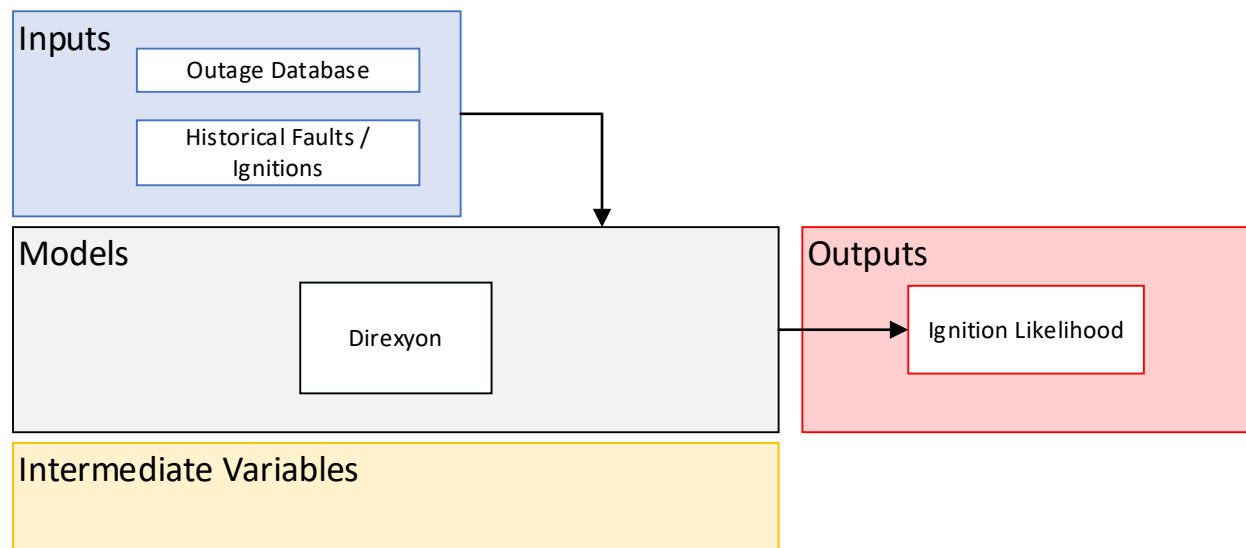 Inputs
Outage Database
Historical Faults /
Ignitions
Models
Direxyon
Outputs
Ignition Likelihood
Intermediate Variables